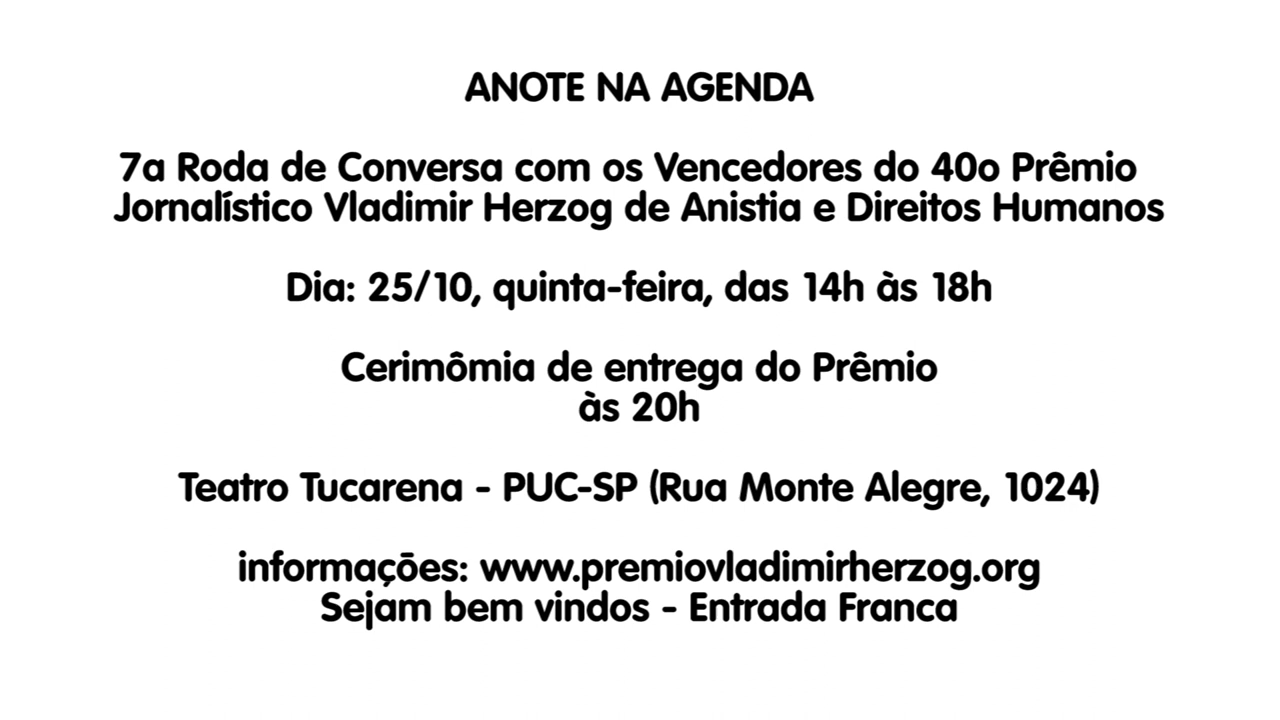 ANOTE NA AGENDA
7a Roda de Conversa com os Vencedores do 40o Prêmio
Jornalístico Vladimir Herzog de Anistia e Direitos Humanos
Dia: 25/10, quinta-feira, das 14h às 18h
Cerimômia de entrega do Prêmio
às 20h
Teatro Tucarena - PUC-SP (Rua Monte Alegre, 1024)
informações: www.premiovladimirherzog.org
Sejam bem vindos - Entrada Franca